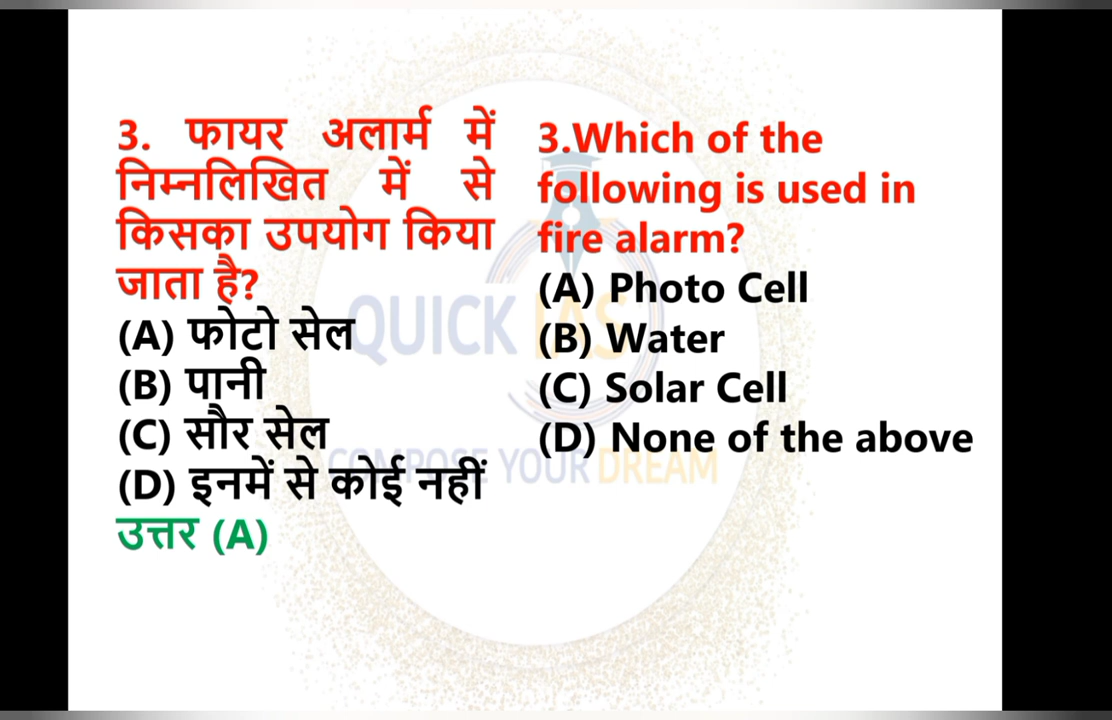 3. फायर अलार्म में
निम्नलिखित में से
किसका उपयोग किया
जाता है?
(A) फोटो सेल
(B) पानी
(C) सौर सेल
(D) इनमें से कोई नहीं
उत्तर (A)
3.Which of the
following is used in
fire alarm?
(A) Photo Cell
(B) Water
(C) Solar Cell
(D) None of the above
QUICK IAS
COMPOSE YOUR DREAM